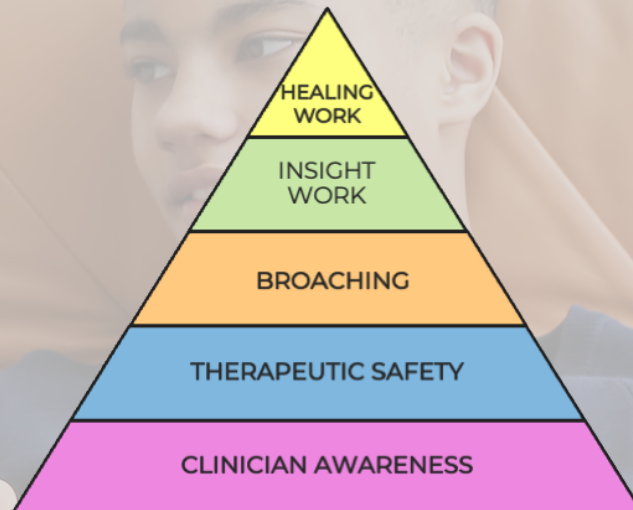 HEALING
WORK
INSIGHT
WORK
BROACHING
THERAPEUTIC SAFETY
CLINICIAN AWARENESS